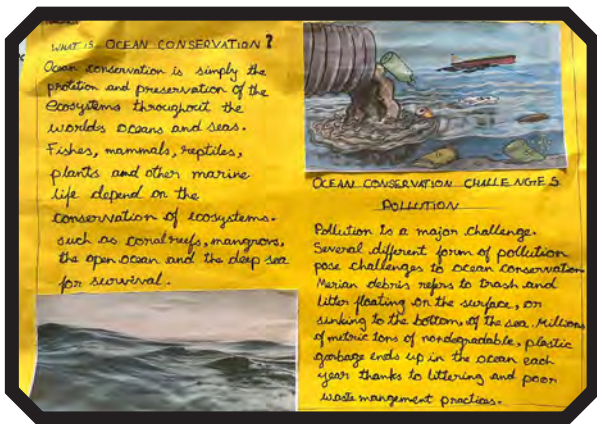 WHAT IS OCEAN CONSERVATION?
Ocean conservation is simply the
protetion and preservation of the
ecosystems throughout the
worldes oceans and seas.
Fishes, mammals, reptiles,
plants and other marine
life depend on the
conservation of ecosystems.
such as coral reefs, mangrovs,
the open ocean and the deep sea
for survival.
OCEAN CONSERVATION CHALLENGES
POLLUTION
Pollution is a major challenge.
Several different form of pollution
pose challenges to ocean conservation
Merian debris refers to trash and
litter floating on the surface, or
sinking to the bottom, of the sea. Millions
of metric tons of nondegradable, plastic
garbage ends up in the ocean each
year thanks to littering and poor
waste mangement practices.